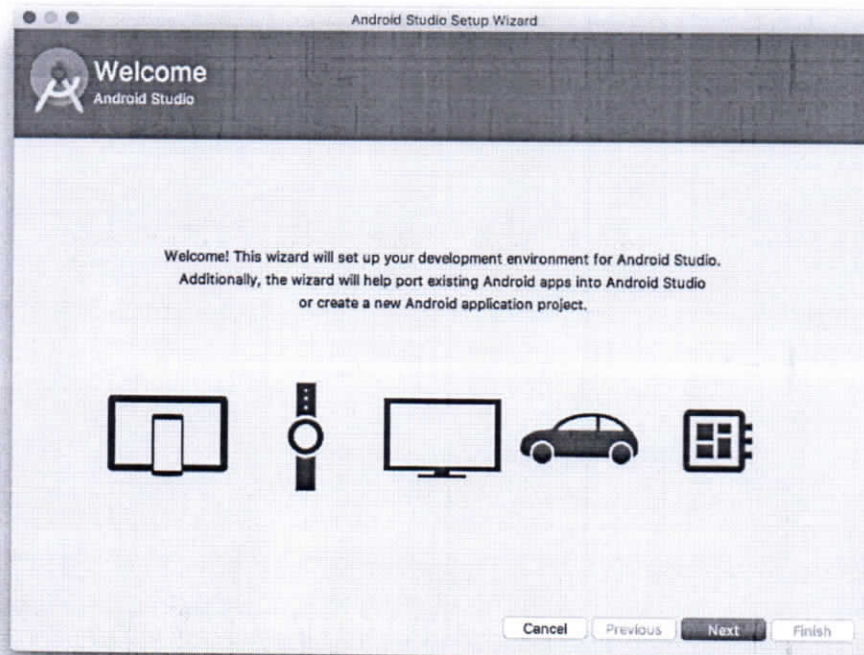 Android Studio Setup Wizard
Welcome
Android Studio
Welcome! This wizard will set up your development environment for Android Studio.
Additionally, the wizard will help port existing Android apps into Android Studio
or create a new Android application project.
Cancel Previous Next Finish